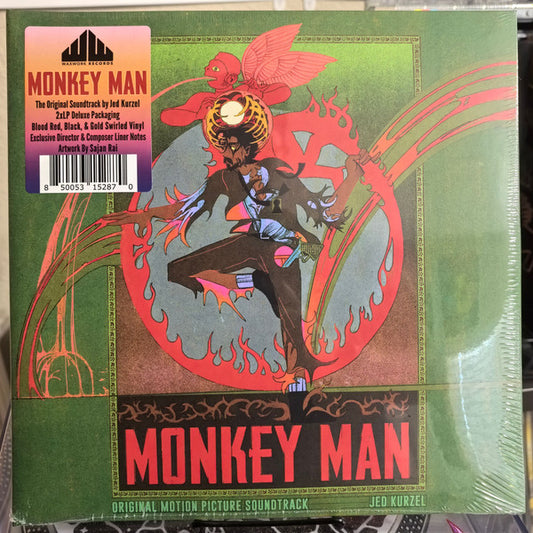 WAXWORK RECORDS
MONKEY MAN
The Original Soundtrack by Jed Kurzel
2xLP Deluxe Packaging
Blood Red, Black, & Gold Swirled Vinyl
Exclusive Director & Composer Liner Notes
Artwork By Sajan Rai
8 50053 15287 0
MONKEY MAN
ORIGINAL MOTION PICTURE SOUNDTRACK JED KURZEL